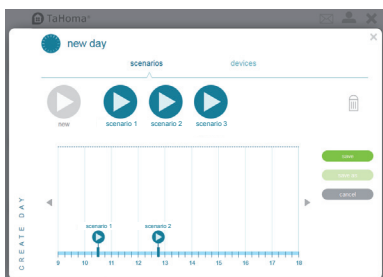 TaHoma®
new day
scenarios devices
new scenario 1 scenario 2 scenario 3
save
save as
cancel
CREATE DAY
scenario 1 scenario 2
9 10 11 12 13 14 15 16 17 18